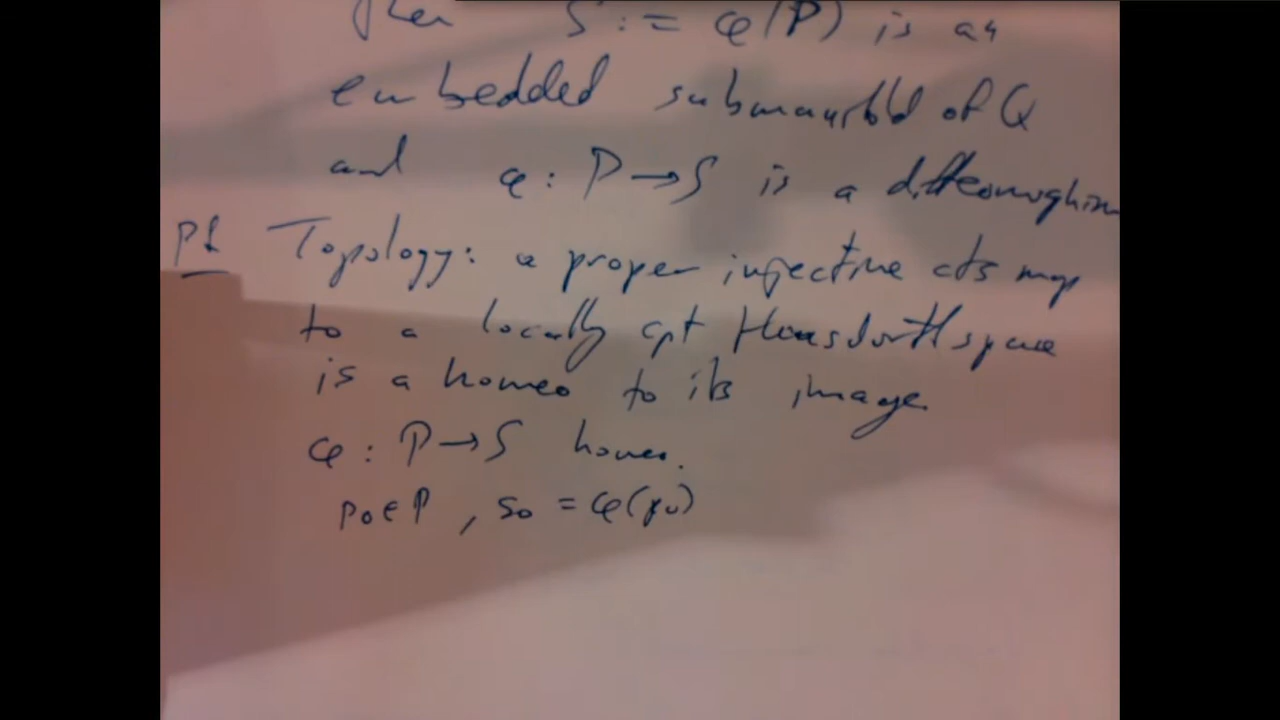 Then S := φ(P) is an
embedded submanifold of Q
and φ : P → S is a diffeomorphism
Pf Topology: a proper injective cts map
to a locally cpt Hausdorff space
is a homeo to its image.
φ : P → S homeo.
p₀ ∈ P , s₀ = φ(p₀)